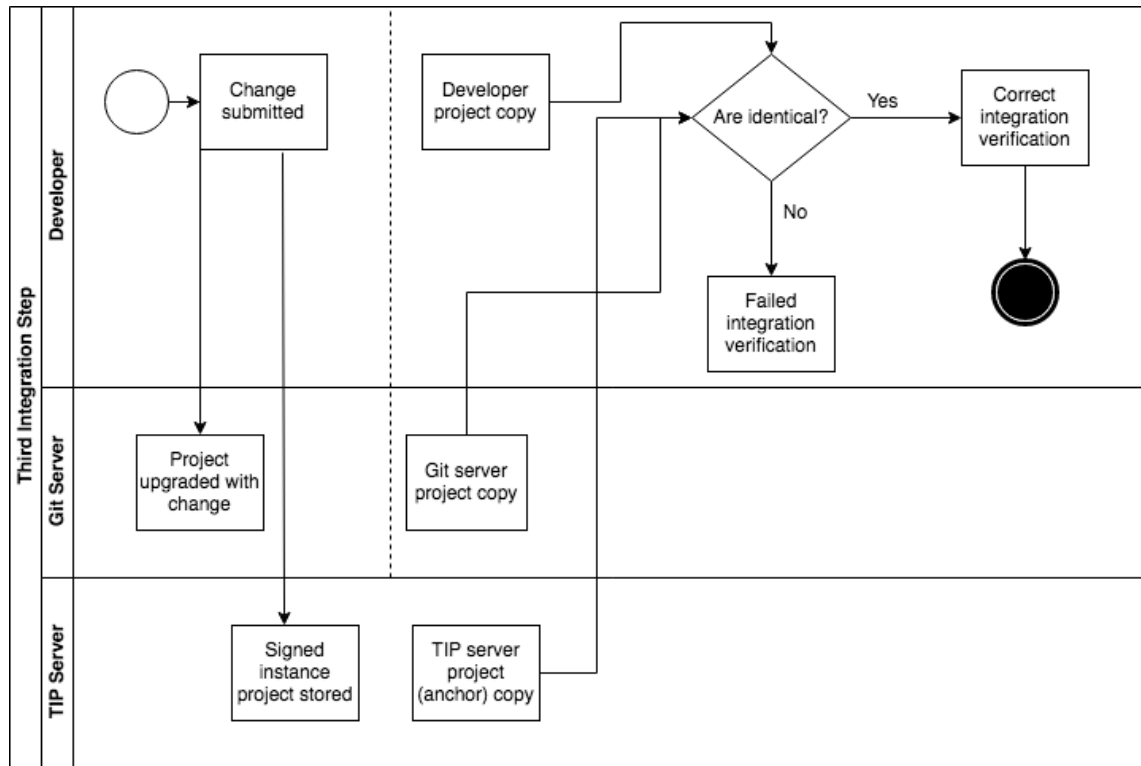 Third Integration Step
Developer
Change
submitted
Developer
project copy
Are identical?
Yes
Correct
integration
verification
No
Failed
integration
verification
Git Server
Project
upgraded with
change
Git server
project copy
TIP Server
Signed
instance
project stored
TIP server
project
(anchor) copy